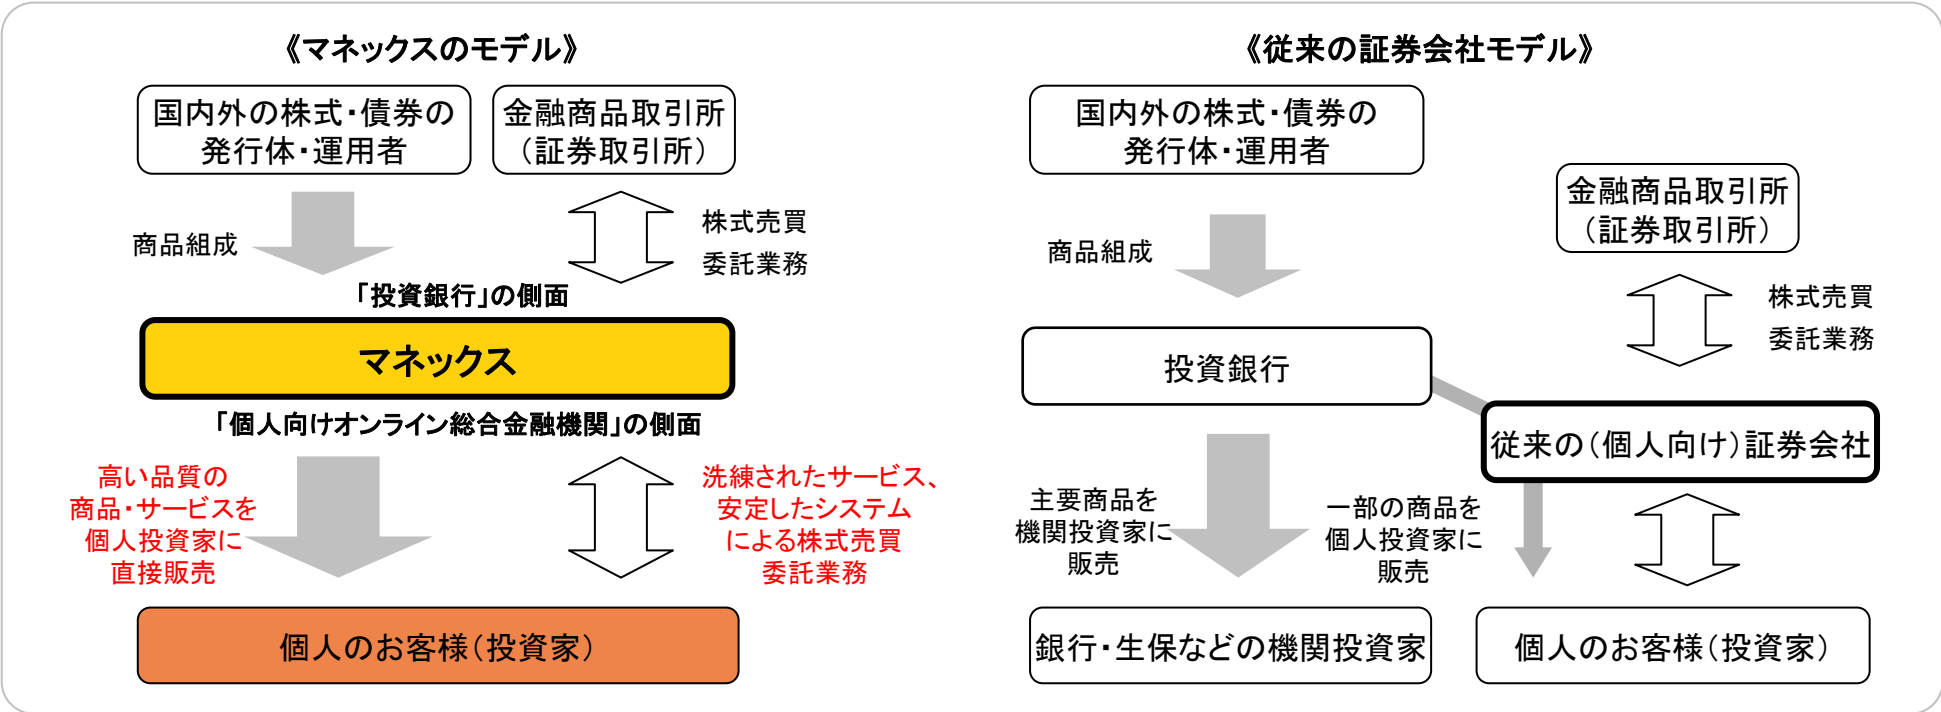 《マネックスのモデル》
国内外の株式・債券の
発行体・運用者
金融商品取引所
（証券取引所）
商品組成
株式売買
委託業務
「投資銀行」の側面
マネックス
「個人向けオンライン総合金融機関」の側面
高い品質の
商品・サービスを
個人投資家に
直接販売
洗練されたサービス、
安定したシステム
による株式売買
委託業務
個人のお客様（投資家）
《従来の証券会社モデル》
国内外の株式・債券の
発行体・運用者
金融商品取引所
（証券取引所）
商品組成
株式売買
委託業務
投資銀行
従来の（個人向け）証券会社
主要商品を
機関投資家に
販売
一部の商品を
個人投資家に
販売
銀行・生保などの機関投資家
個人のお客様（投資家）